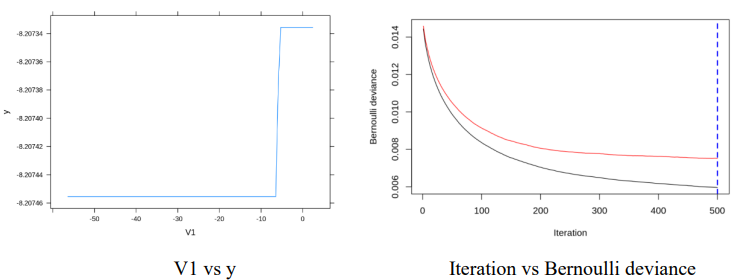 -8.20734
-8.20736
-8.20738
-8.20740
-8.20742
-8.20744
-8.20746
y
-50 -40 -30 -20 -10 0
V1
0.014
0.012
0.010
0.008
0.006
Bernoulli deviance
0 100 200 300 400 500
Iteration
V1 vs y
Iteration vs Bernoulli deviance